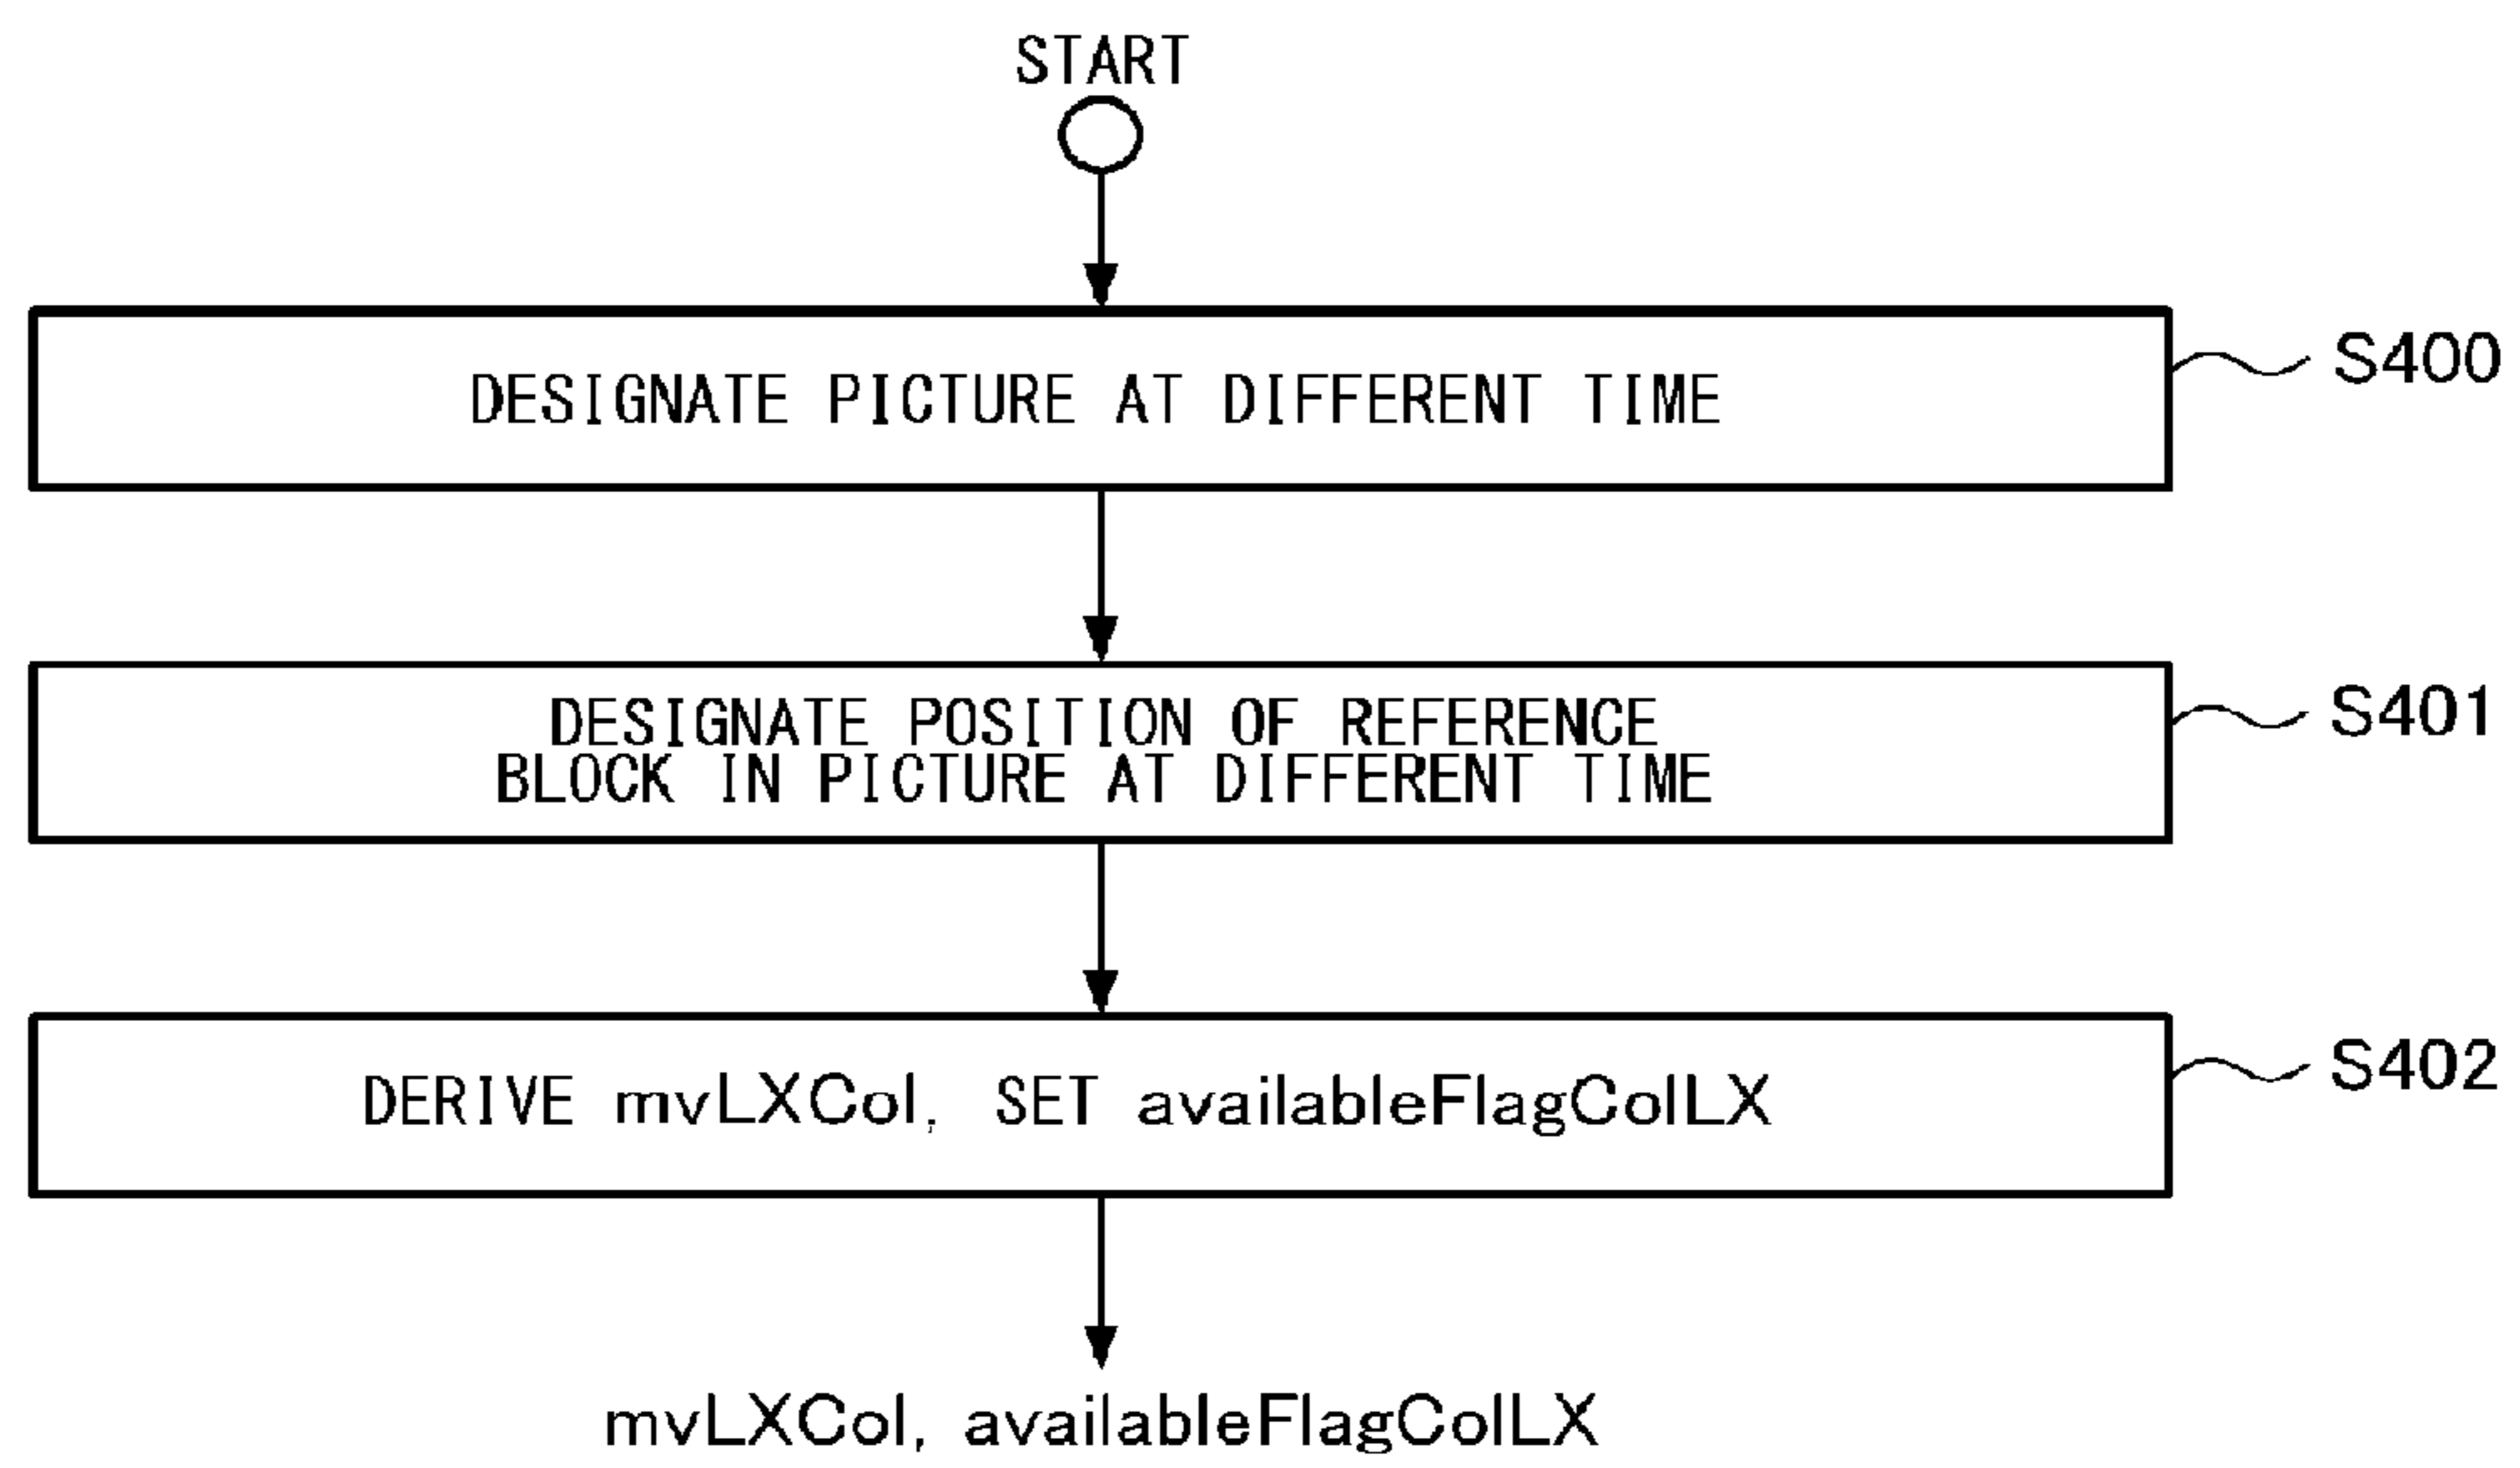 START
DESIGNATE PICTURE AT DIFFERENT TIME
S400
DESIGNATE POSITION OF REFERENCE
BLOCK IN PICTURE AT DIFFERENT TIME
S401
DERIVE mvLXCol, SET availableFlagColLX
S402
mvLXCol, availableFlagColLX